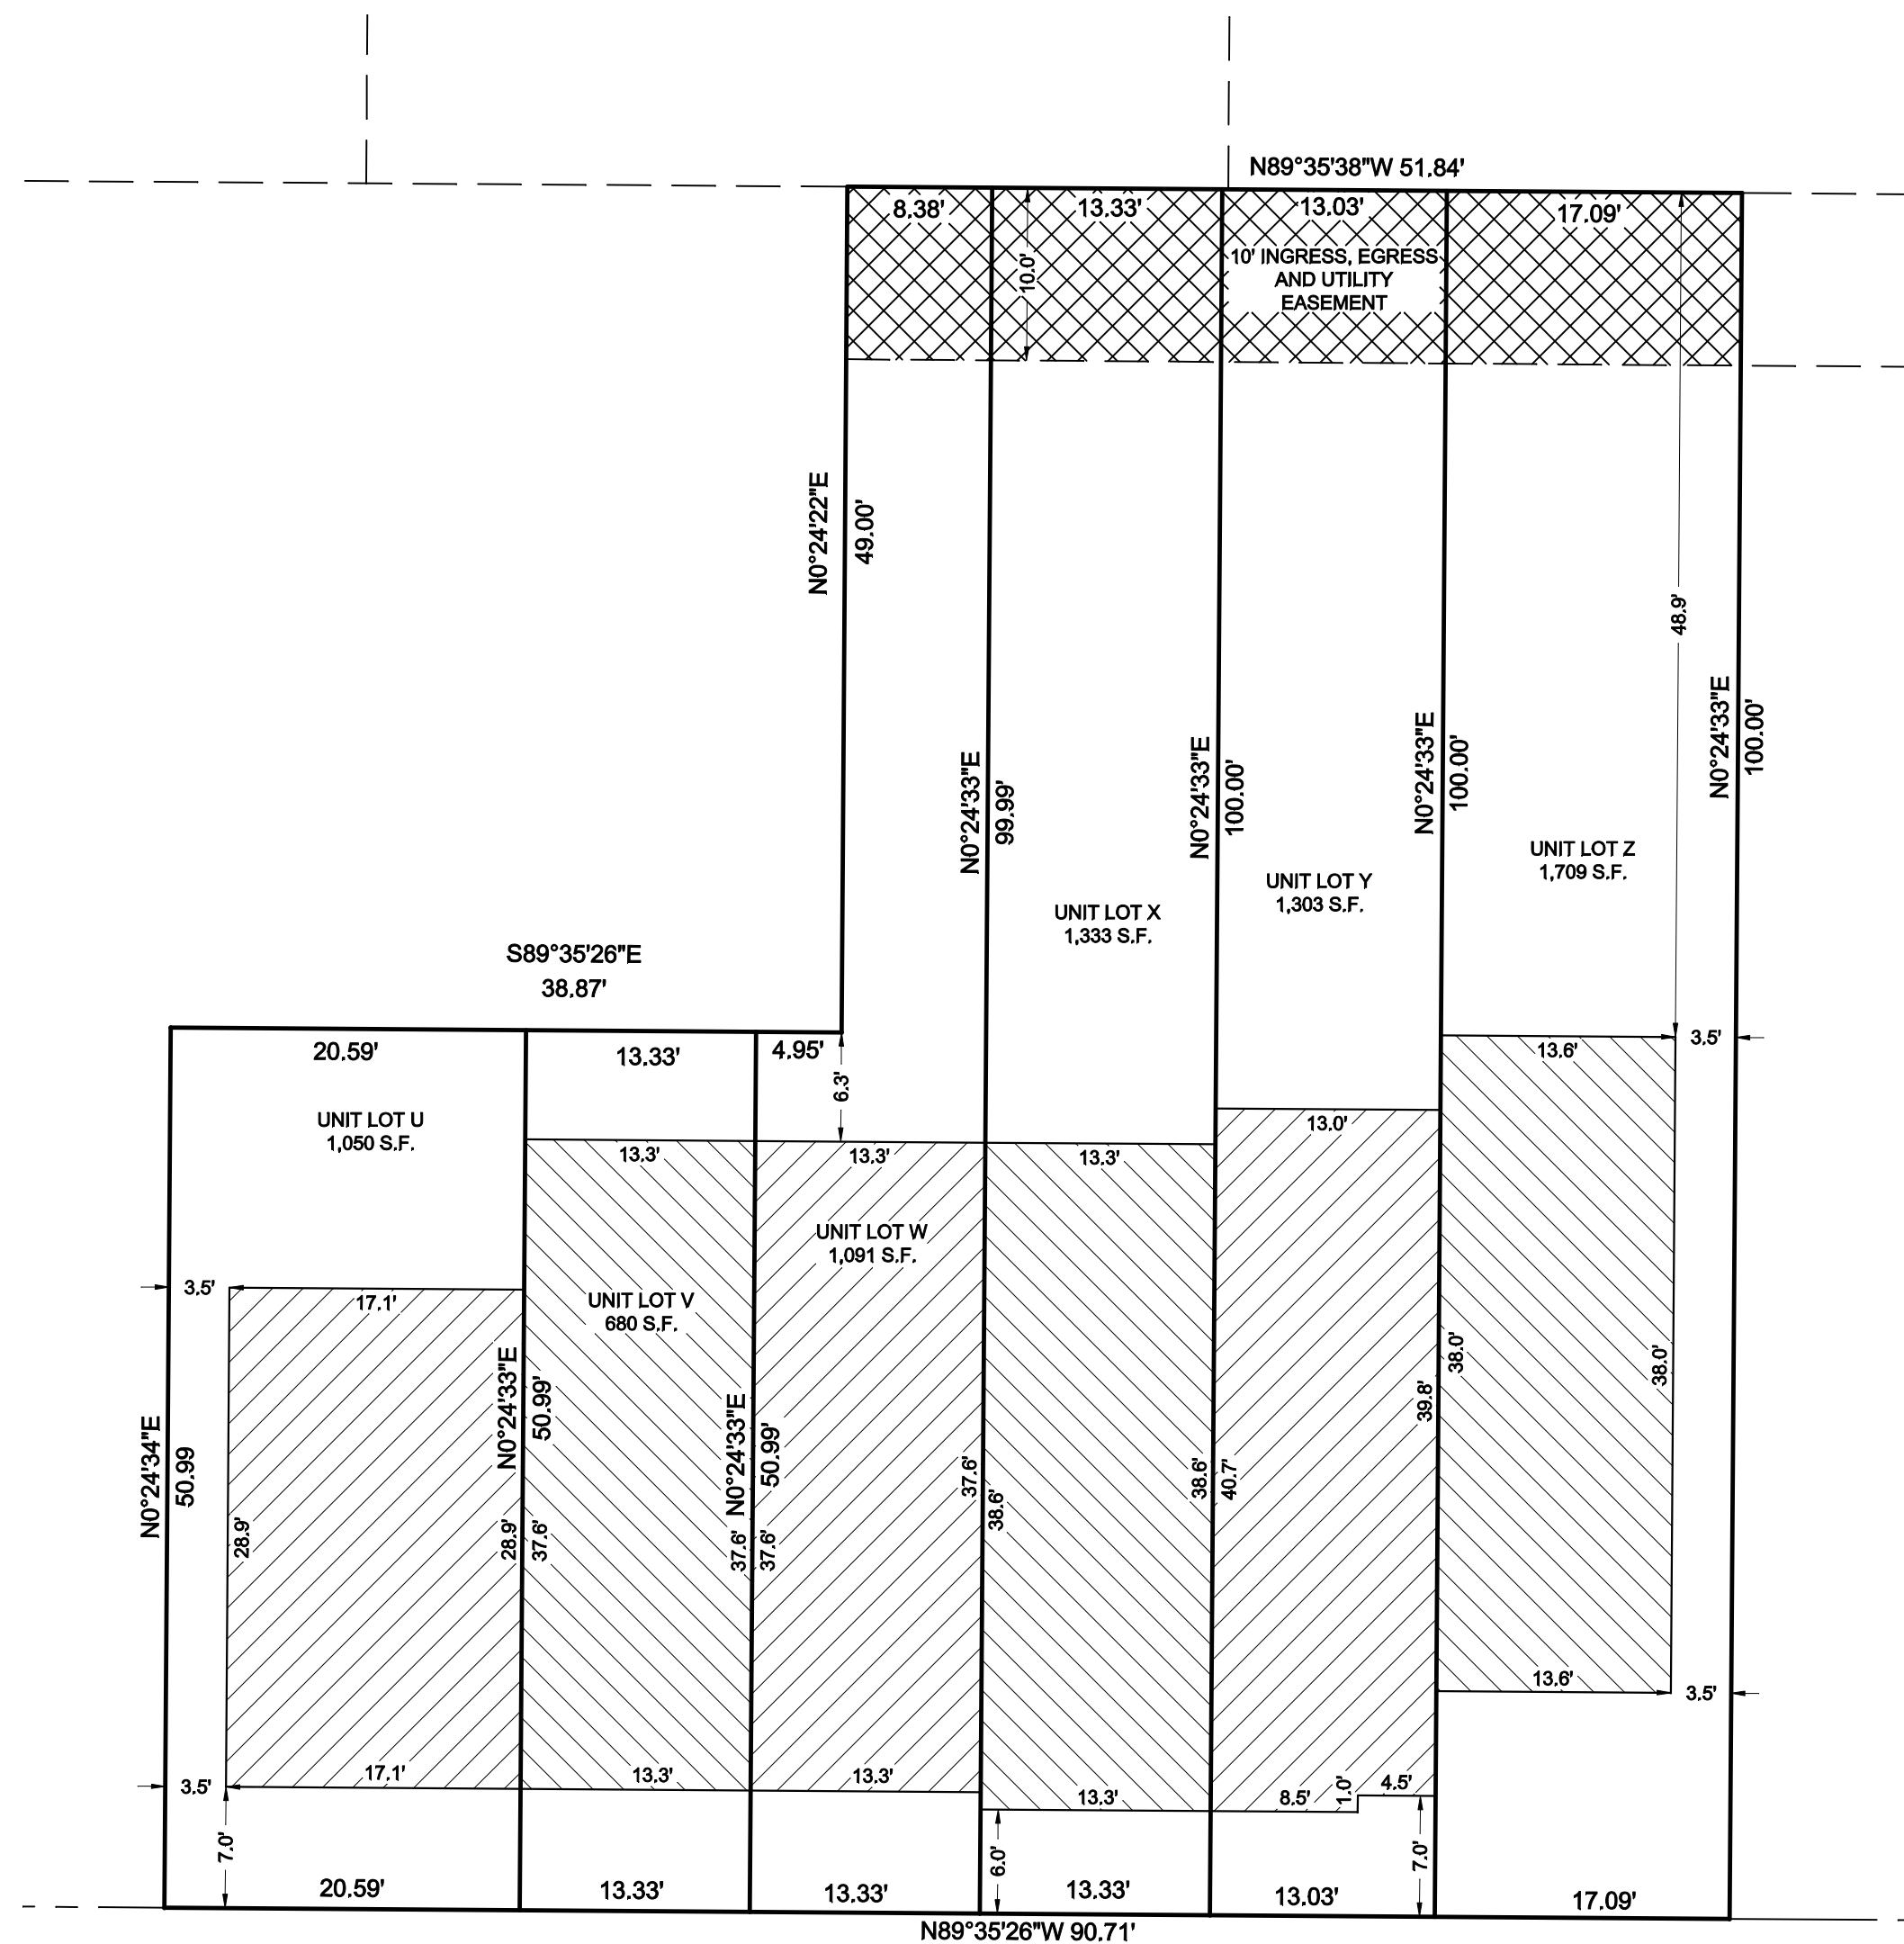 N89°35'38"W 51.84'
8.38'
13.33'
13.03'
17.09'
10.0'
10' INGRESS, EGRESS
AND UTILITY
EASEMENT
N0°24'22"E
49.00'
48.9'
N0°24'33"E
99.99'
N0°24'33"E
100.00'
N0°24'33"E
100.00'
N0°24'33"E
100.00'
UNIT LOT Z
1,709 S.F.
UNIT LOT Y
1,303 S.F.
UNIT LOT X
1,333 S.F.
S89°35'26"E
38.87'
20.59'
13.33'
4.95'
6.3'
13.6'
3.5'
UNIT LOT U
1,050 S.F.
13.3'
13.3'
13.3'
13.0'
UNIT LOT W
1,091 S.F.
3.5'
17.1'
UNIT LOT V
680 S.F.
N0°24'34"E
50.99
28.9'
N0°24'33"E
50.99'
28.9'
37.6'
N0°24'33"E
50.99'
37.6'
37.6'
37.6'
38.6'
38.6'
40.7'
39.8'
38.0'
38.0'
13.6'
3.5'
3.5'
17.1'
13.3'
13.3'
13.3'
8.5'
1.0'
4.5'
7.0'
6.0'
7.0'
20.59'
13.33'
13.33'
13.33'
13.03'
17.09'
N89°35'26"W 90.71'